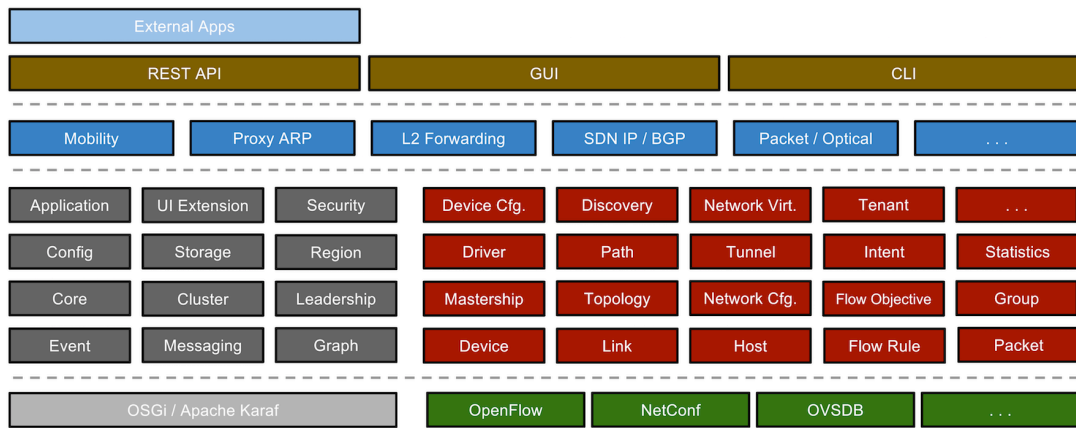 External Apps
REST API GUI CLI
Mobility Proxy ARP L2 Forwarding SDN IP / BGP Packet / Optical . . .
Application UI Extension Security Device Cfg. Discovery Network Virt. Tenant . . .
Config Storage Region Driver Path Tunnel Intent Statistics
Core Cluster Leadership Mastership Topology Network Cfg. Flow Objective Group
Event Messaging Graph Device Link Host Flow Rule Packet
OSGi / Apache Karaf OpenFlow NetConf OVSDB . . .